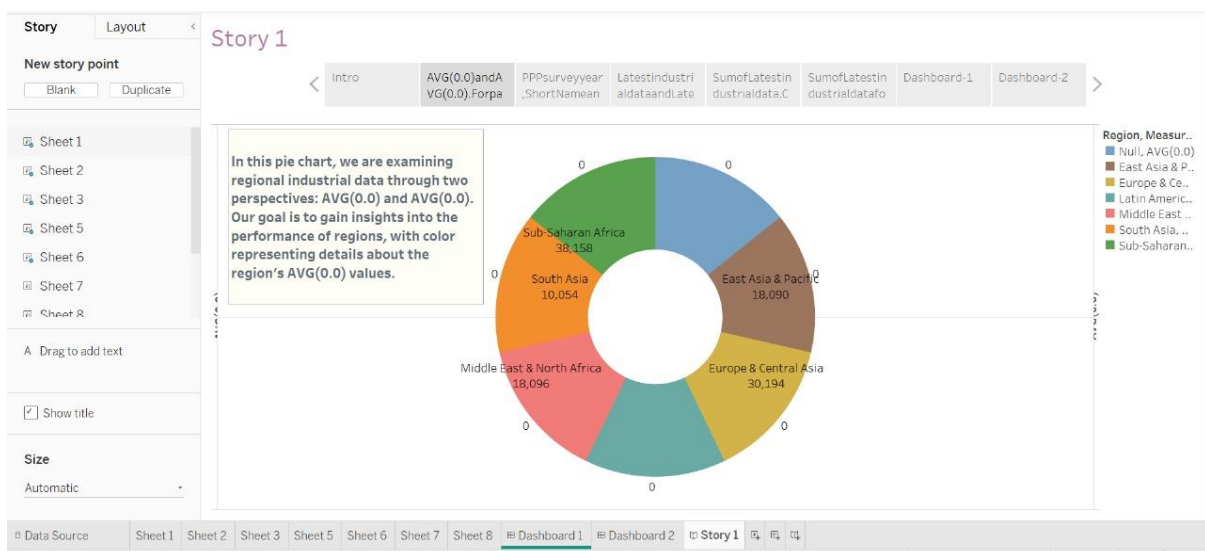 Story Layout
Story 1
New story point
Blank Duplicate
Intro
AVG(0.0)andA
VG(0.0).Forpa
PPPsurveyyear
,ShortNamean
Latestindustri
aldataandLate
SumofLatestin
dustrialdata.C
SumofLatestin
dustrialdatafo
Dashboard-1
Dashboard-2
Sheet 1
Sheet 2
Sheet 3
Sheet 5
Sheet 6
Sheet 7
Sheet 8
A Drag to add text
Show title
Size
Automatic
In this pie chart, we are examining
regional industrial data through two
perspectives: AVG(0.0) and AVG(0.0).
Our goal is to gain insights into the
performance of regions, with color
representing details about the
region's AVG(0.0) values.
0
0
Sub-Saharan Africa
38,158
0
South Asia
10,054
East Asia & Pacific
0
18,090
Middle East & North Africa
18,096
Europe & Central Asia
30,194
0
0
0
Region, Measur..
Null, AVG(0.0)
East Asia & P..
Europe & Ce..
Latin Americ..
Middle East ..
South Asia, ..
Sub-Saharan..
Data Source Sheet 1 Sheet 2 Sheet 3 Sheet 5 Sheet 6 Sheet 7 Sheet 8 Dashboard 1 Dashboard 2 Story 1